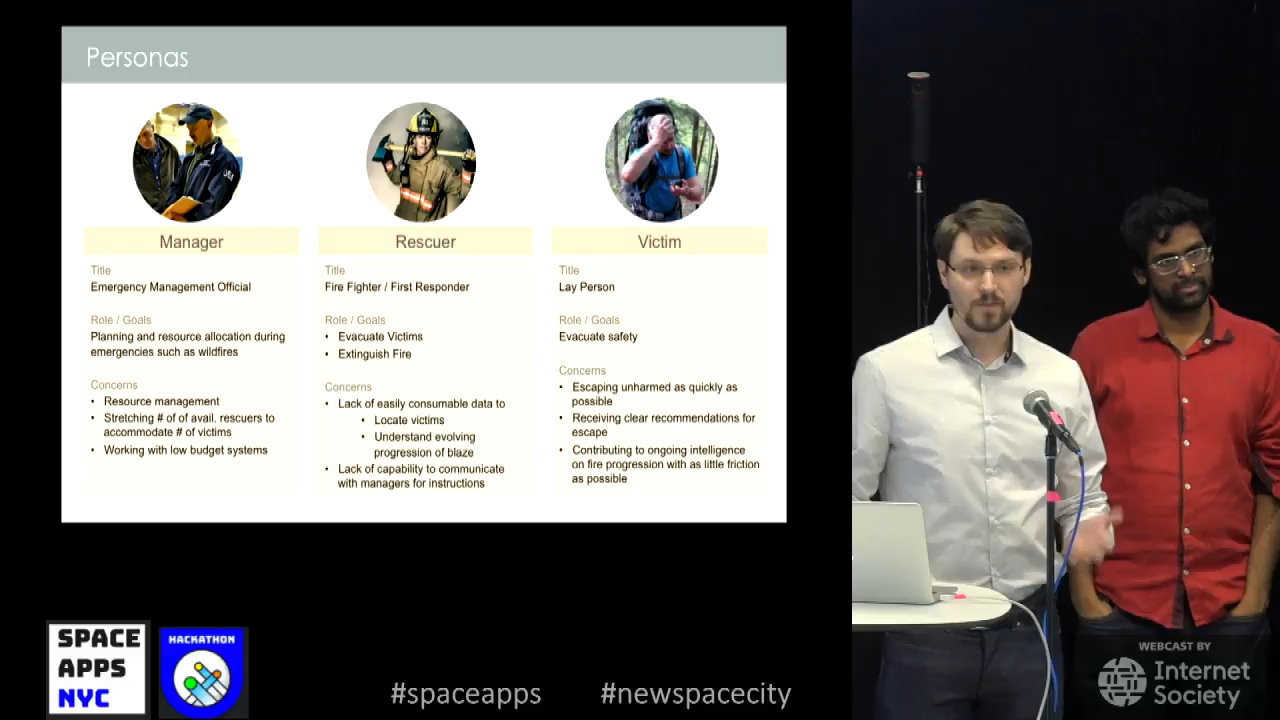 Personas
Manager
Title
Emergency Management Official
Role / Goals
Planning and resource allocation during
emergencies such as wildfires
Concerns
• Resource management
• Stretching # of of avail. rescuers to
accommodate # of victims
• Working with low budget systems
Rescuer
Title
Fire Fighter / First Responder
Role / Goals
• Evacuate Victims
• Extinguish Fire
Concerns
• Lack of easily consumable data to
• Locate victims
• Understand evolving
progression of blaze
• Lack of capability to communicate
with managers for instructions
Victim
Title
Lay Person
Role / Goals
Evacuate safety
Concerns
• Escaping unharmed as quickly as
possible
• Receiving clear recommendations for
escape
• Contributing to ongoing intelligence
on fire progression with as little friction
as possible
SPACE
APPS
NYC
HACKATHON
#spaceapps #newspacecity
WEBCAST BY
Internet
Society